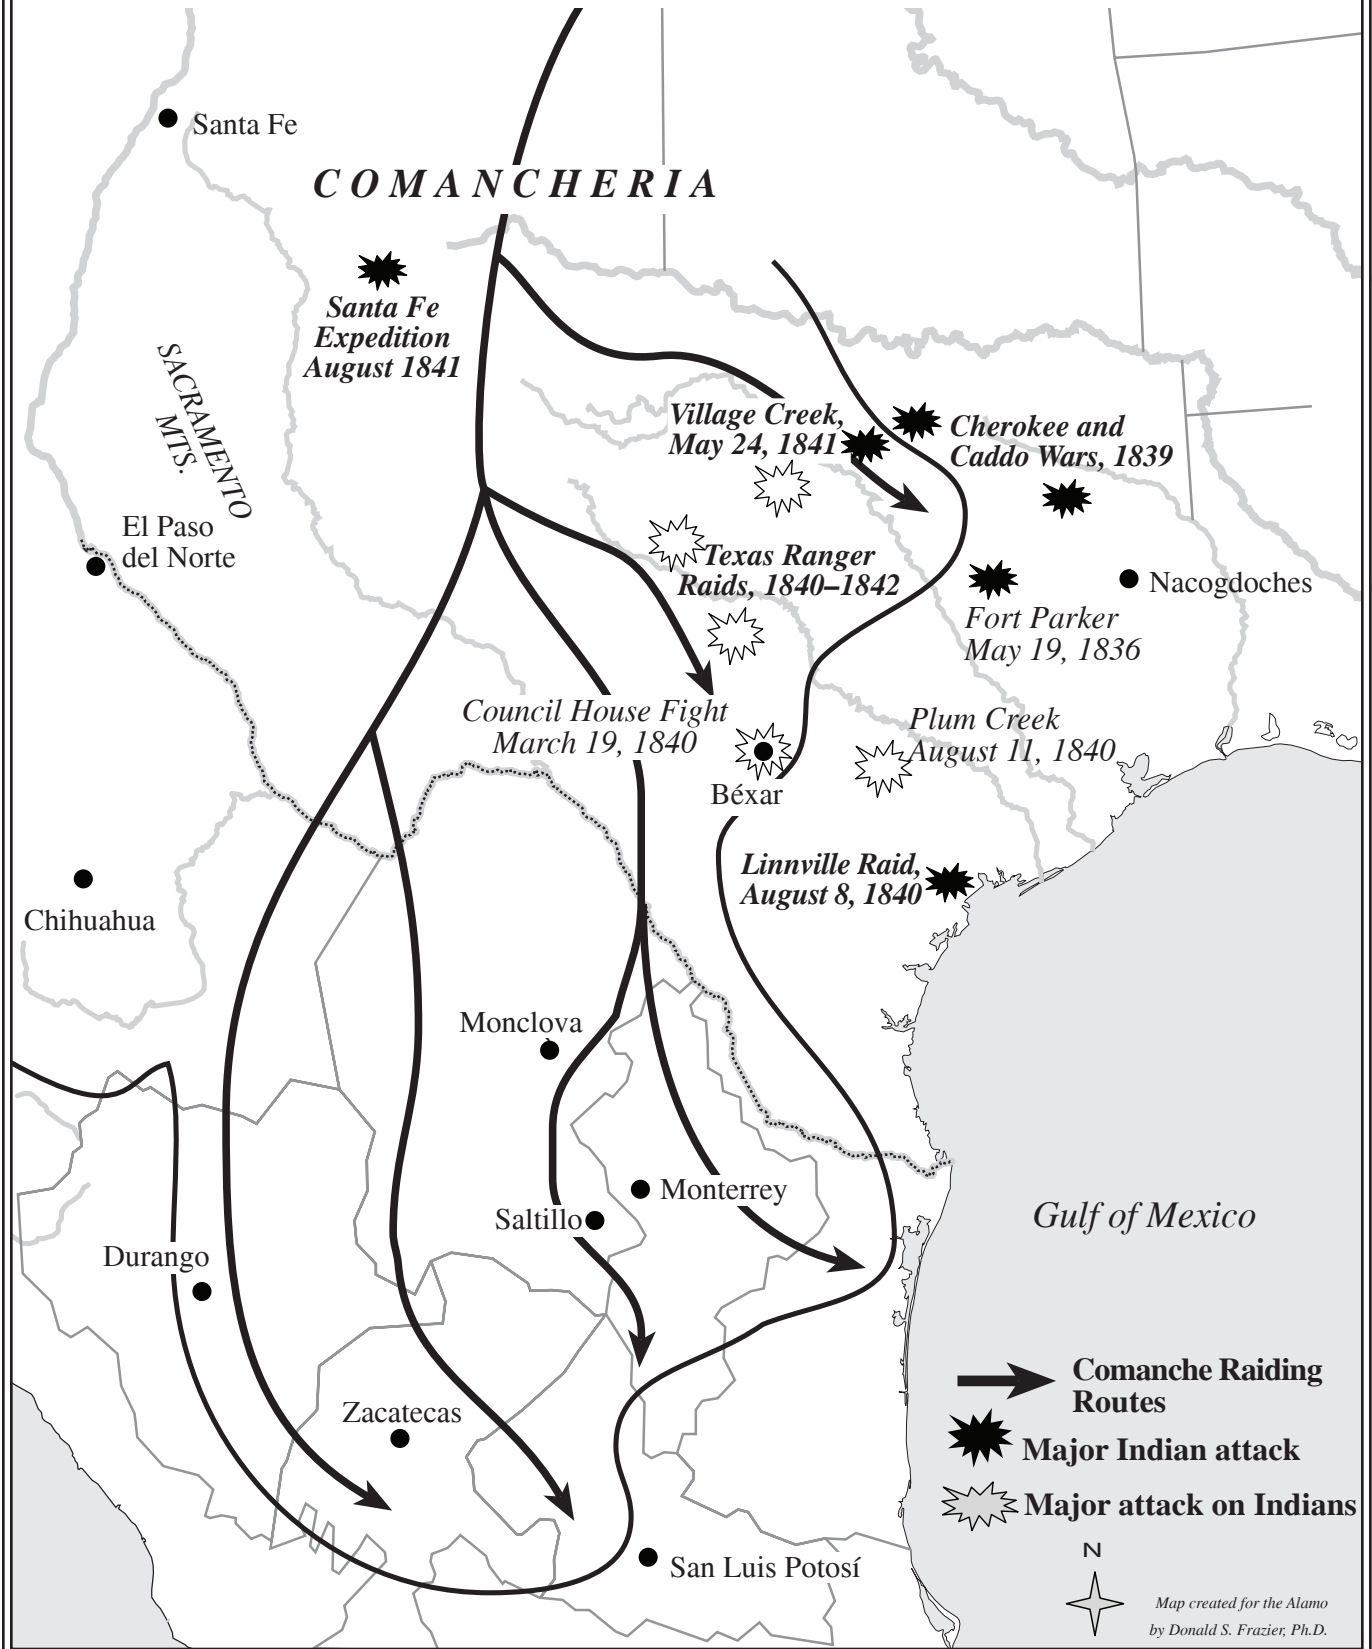 Santa Fe
COMANCHERIA
Santa Fe
Expedition
August 1841
SACRAMENTO
MTS.
Village Creek,
May 24, 1841
Cherokee and
Caddo Wars, 1839
El Paso
del Norte
Texas Ranger
Raids, 1840–1842
Nacogdoches
Fort Parker
May 19, 1836
Council House Fight
March 19, 1840
Plum Creek
August 11, 1840
Béxar
Linnville Raid,
August 8, 1840
Chihuahua
Monclova
Monterrey
Saltillo
Gulf of Mexico
Durango
Zacatecas
San Luis Potosí
Comanche Raiding
Routes
Major Indian attack
Major attack on Indians
N
Map created for the Alamo
by Donald S. Frazier, Ph.D.